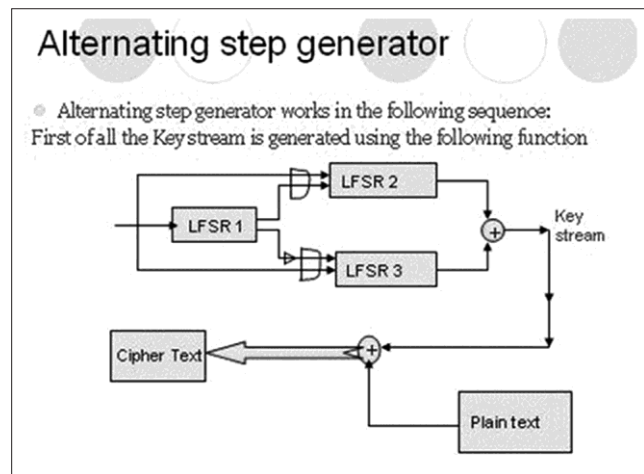 Alternating step generator
Alternating step generator works in the following sequence:
First of all the Key stream is generated using the following function
LFSR 2
LFSR 1
+
Key
stream
LFSR 3
Cipher Text
+
Plain text